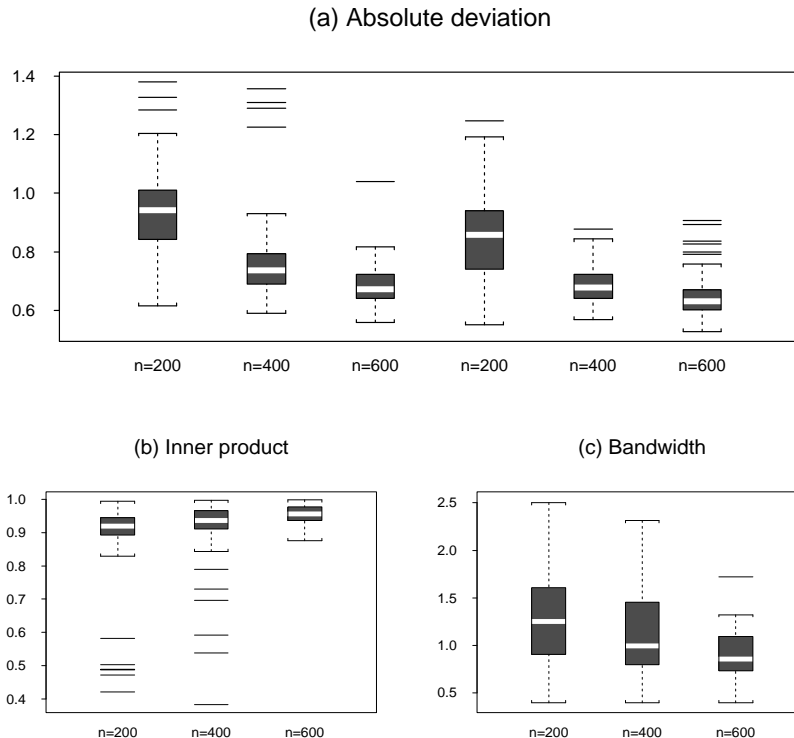 (a) Absolute deviation
1.4
1.2
1.0
0.8
0.6
n=200 n=400 n=600 n=200 n=400 n=600
(b) Inner product
1.0
0.9
0.8
0.7
0.6
0.5
0.4
n=200 n=400 n=600
(c) Bandwidth
2.5
2.0
1.5
1.0
0.5
n=200 n=400 n=600